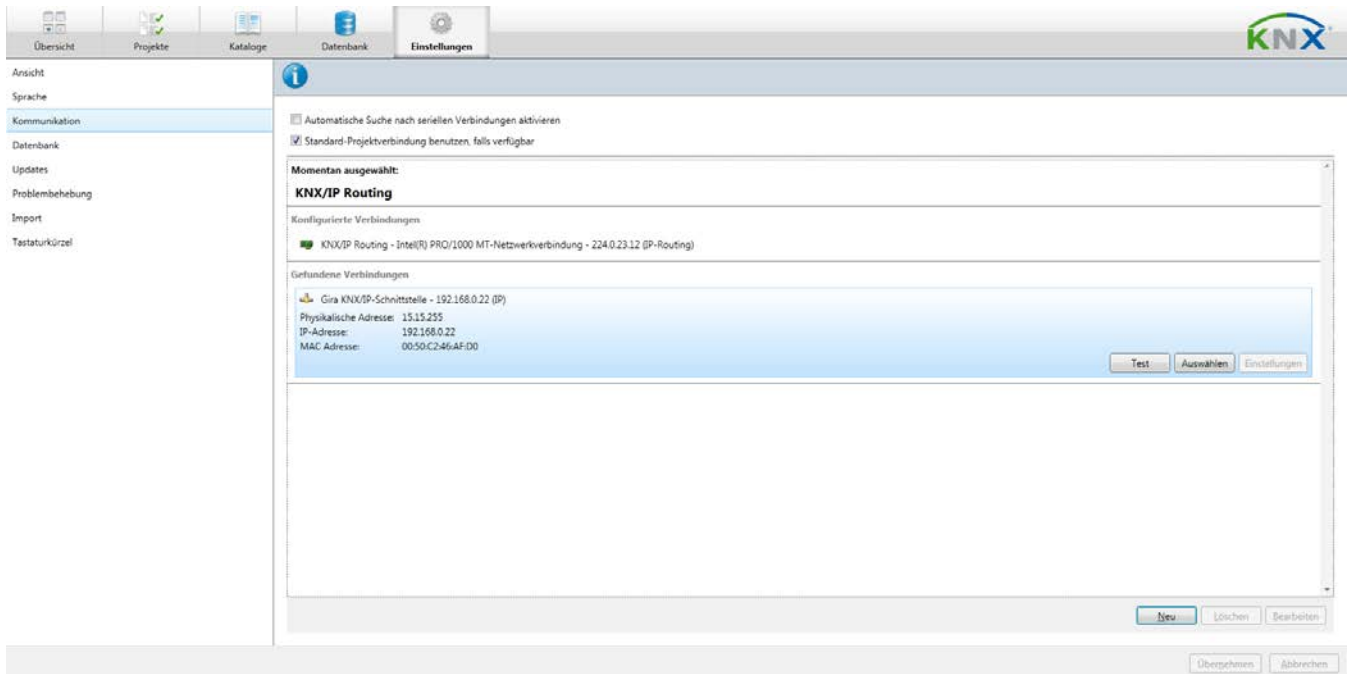 Übersicht Projekte Kataloge Datenbank Einstellungen
KNX
Ansicht
Sprache
Kommunikation
Datenbank
Updates
Problembehebung
Import
Tastaturkürzel
Automatische Suche nach seriellen Verbindungen aktivieren
Standard-Projektverbindung benutzen, falls verfügbar
Momentan ausgewählt:
KNX/IP Routing
Konfigurierte Verbindungen
KNX/IP Routing - Intel(R) PRO/1000 MT-Netzwerkverbindung - 224.0.23.12 (IP-Routing)
Gefundene Verbindungen
Gira KNX/IP-Schnittstelle - 192.168.0.22 (IP)
Physikalische Adresse: 15.15.255
IP-Adresse: 192.168.0.22
MAC Adresse: 00:50:C2:46:AF:D0
Test Auswählen Einstellungen
Neu Löschen Bearbeiten
Übernehmen Abbrechen